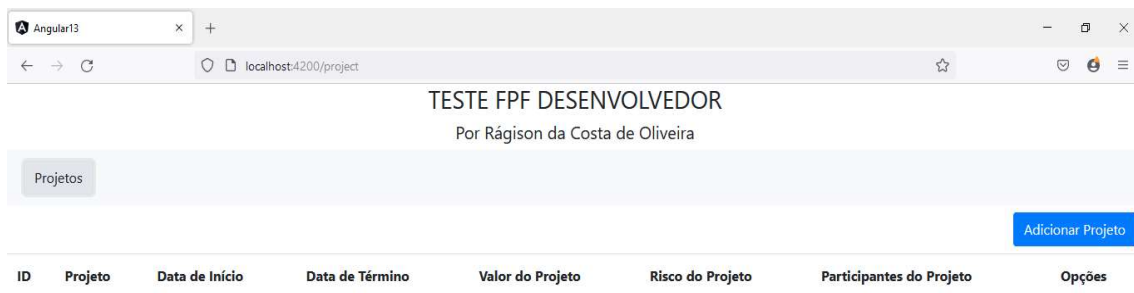 Angular13
localhost:4200/project
TESTE FPF DESENVOLVEDOR
Por Rágison da Costa de Oliveira
Projetos
Adicionar Projeto
ID Projeto Data de Início Data de Término Valor do Projeto Risco do Projeto Participantes do Projeto Opções